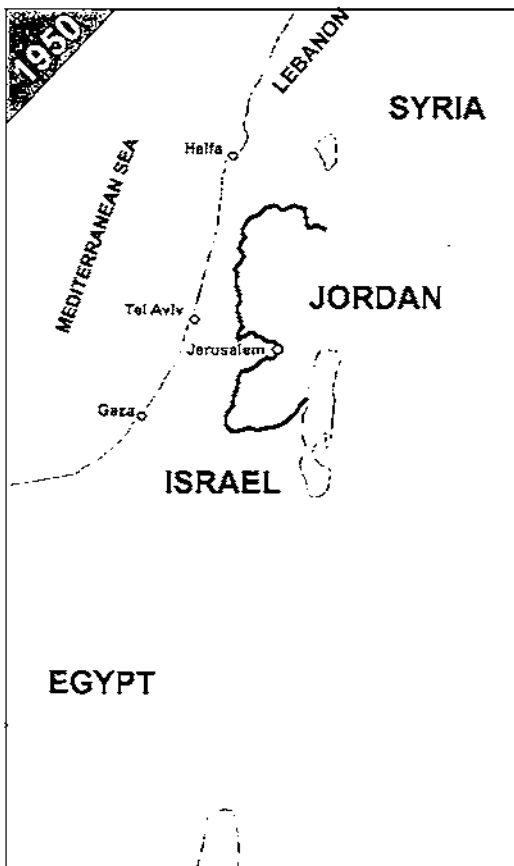 1950
LEBANON
SYRIA
Haifa
MEDITERRANEAN SEA
JORDAN
Tel Aviv
Jerusalem
Gaza
ISRAEL
EGYPT